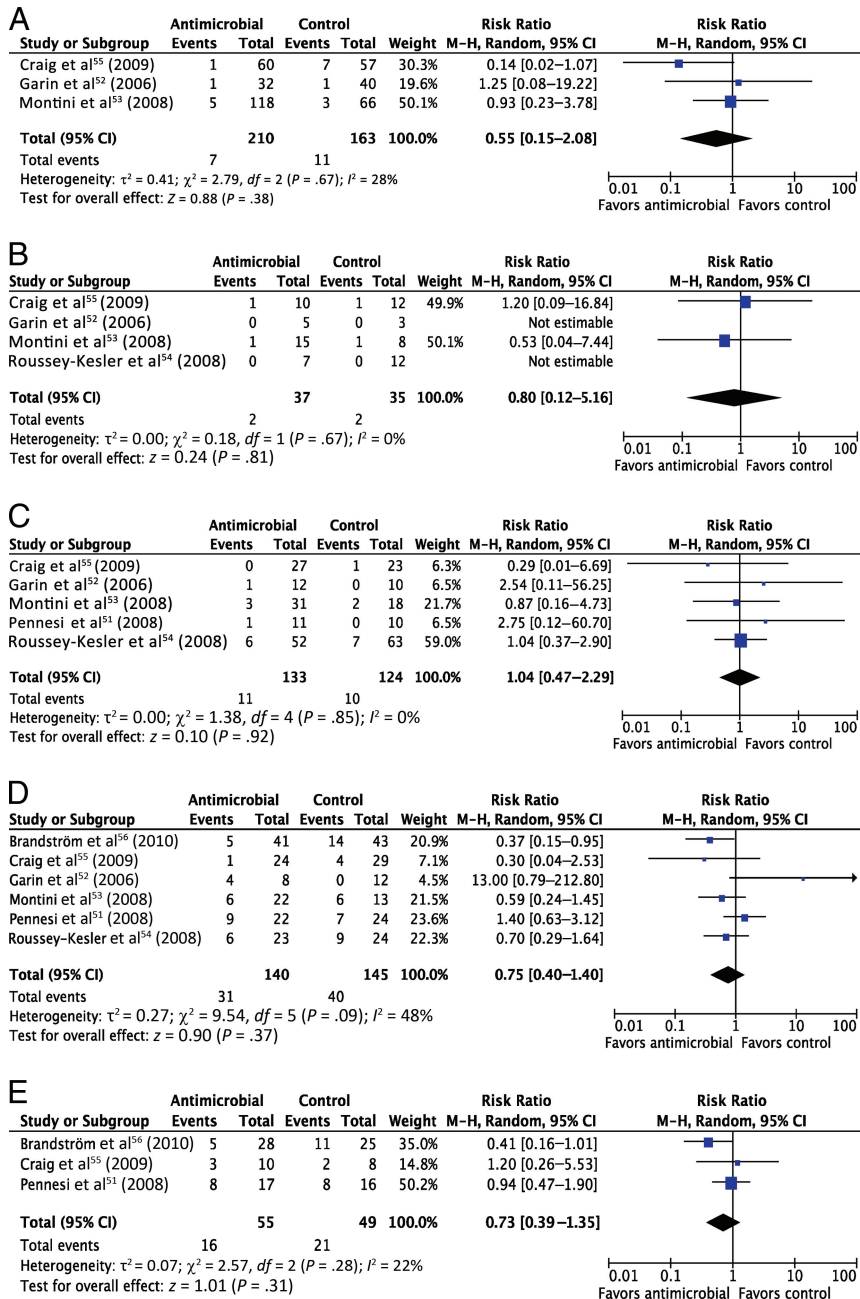 A
Antimicrobial Control Risk Ratio Risk Ratio
Study or Subgroup Events Total Events Total Weight M–H, Random, 95% CI M–H, Random, 95% CI
Craig et al55 (2009) 1 60 7 57 30.3% 0.14 [0.02–1.07]
Garin et al52 (2006) 1 32 1 40 19.6% 1.25 [0.08–19.22]
Montini et al53 (2008) 5 118 3 66 50.1% 0.93 [0.23–3.78]
Total (95% CI) 210 163 100.0% 0.55 [0.15–2.08]
Total events 7 11
Heterogeneity: τ2 = 0.41; χ2 = 2.79, df = 2 (P = .67); I2 = 28%
Test for overall effect: Z = 0.88 (P = .38)
0.01 0.1 1 10 100
Favors antimicrobial Favors control
B
Antimicrobial Control Risk Ratio Risk Ratio
Study or Subgroup Events Total Events Total Weight M–H, Random, 95% CI M–H, Random, 95% CI
Craig et al55 (2009) 1 10 1 12 49.9% 1.20 [0.09–16.84]
Garin et al52 (2006) 0 5 0 3 Not estimable
Montini et al53 (2008) 1 15 1 8 50.1% 0.53 [0.04–7.44]
Roussey-Kesler et al54 (2008) 0 7 0 12 Not estimable
Total (95% CI) 37 35 100.0% 0.80 [0.12–5.16]
Total events 2 2
Heterogeneity: τ2 = 0.00; χ2 = 0.18, df = 1 (P = .67); I2 = 0%
Test for overall effect: z = 0.24 (P = .81)
0.01 0.1 1 10 100
Favors antimicrobial Favors control
C
Antimicrobial Control Risk Ratio Risk Ratio
Study or Subgroup Events Total Events Total Weight M–H, Random, 95% CI M–H, Random, 95% CI
Craig et al55 (2009) 0 27 1 23 6.3% 0.29 [0.01–6.69]
Garin et al52 (2006) 1 12 0 10 6.5% 2.54 [0.11–56.25]
Montini et al53 (2008) 3 31 2 18 21.7% 0.87 [0.16–4.73]
Pennesi et al51 (2008) 1 11 0 10 6.5% 2.75 [0.12–60.70]
Roussey-Kesler et al54 (2008) 6 52 7 63 59.0% 1.04 [0.37–2.90]
Total (95% CI) 133 124 100.0% 1.04 [0.47–2.29]
Total events 11 10
Heterogeneity: τ2 = 0.00; χ2 = 1.38, df = 4 (P = .85); I2 = 0%
Test for overall effect: z = 0.10 (P = .92)
0.01 0.1 1 10 100
Favors antimicrobial Favors control
D
Antimicrobial Control Risk Ratio Risk Ratio
Study or Subgroup Events Total Events Total Weight M–H, Random, 95% CI M–H, Random, 95% CI
Brandström et al56 (2010) 5 41 14 43 20.9% 0.37 [0.15–0.95]
Craig et al55 (2009) 1 24 4 29 7.1% 0.30 [0.04–2.53]
Garin et al52 (2006) 4 8 0 12 4.5% 13.00 [0.79–212.80]
Montini et al53 (2008) 6 22 6 13 21.5% 0.59 [0.24–1.45]
Pennesi et al51 (2008) 9 22 7 24 23.6% 1.40 [0.63–3.12]
Roussey-Kesler et al54 (2008) 6 23 9 24 22.3% 0.70 [0.29–1.64]
Total (95% CI) 140 145 100.0% 0.75 [0.40–1.40]
Total events 31 40
Heterogeneity: τ2 = 0.27; χ2 = 9.54, df = 5 (P = .09); I2 = 48%
Test for overall effect: z = 0.90 (P = .37)
0.01 0.1 1 10 100
Favors antimicrobial Favors control
E
Antimicrobial Control Risk Ratio Risk Ratio
Study or Subgroup Events Total Events Total Weight M–H, Random, 95% CI M–H, Random, 95% CI
Brandström et al56 (2010) 5 28 11 25 35.0% 0.41 [0.16–1.01]
Craig et al55 (2009) 3 10 2 8 14.8% 1.20 [0.26–5.53]
Pennesi et al51 (2008) 8 17 8 16 50.2% 0.94 [0.47–1.90]
Total (95% CI) 55 49 100.0% 0.73 [0.39–1.35]
Total events 16 21
Heterogeneity: τ2 = 0.07; χ2 = 2.57, df = 2 (P = .28); I2 = 22%
Test for overall effect: z = 1.01 (P = .31)
0.01 0.1 1 10 100
Favors antimicrobial Favors control